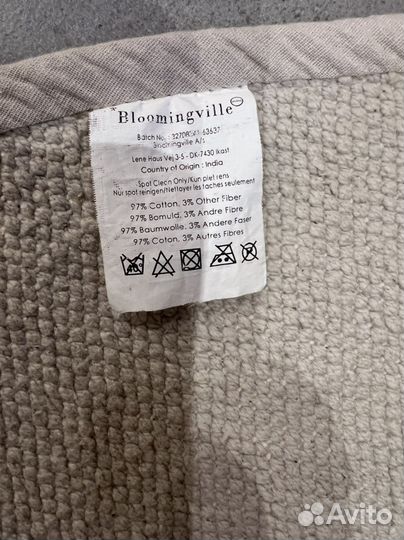 Bloomingville
Batch No.:
Bloomingville A/S
Lene Haus Vej 3-5 - DK-7430 Ikast
Country of Origin : India
Spot Clean Only/Kun plet rens
Nur spot reinigen/Nettoyer les taches seulement
97% Cotton, 3% Other Fiber
97% Bomuld, 3% Andre Fibre
97% Baumwolle, 3% Andere Faser
97% Coton, 3% Autres Fibres
P
Avito